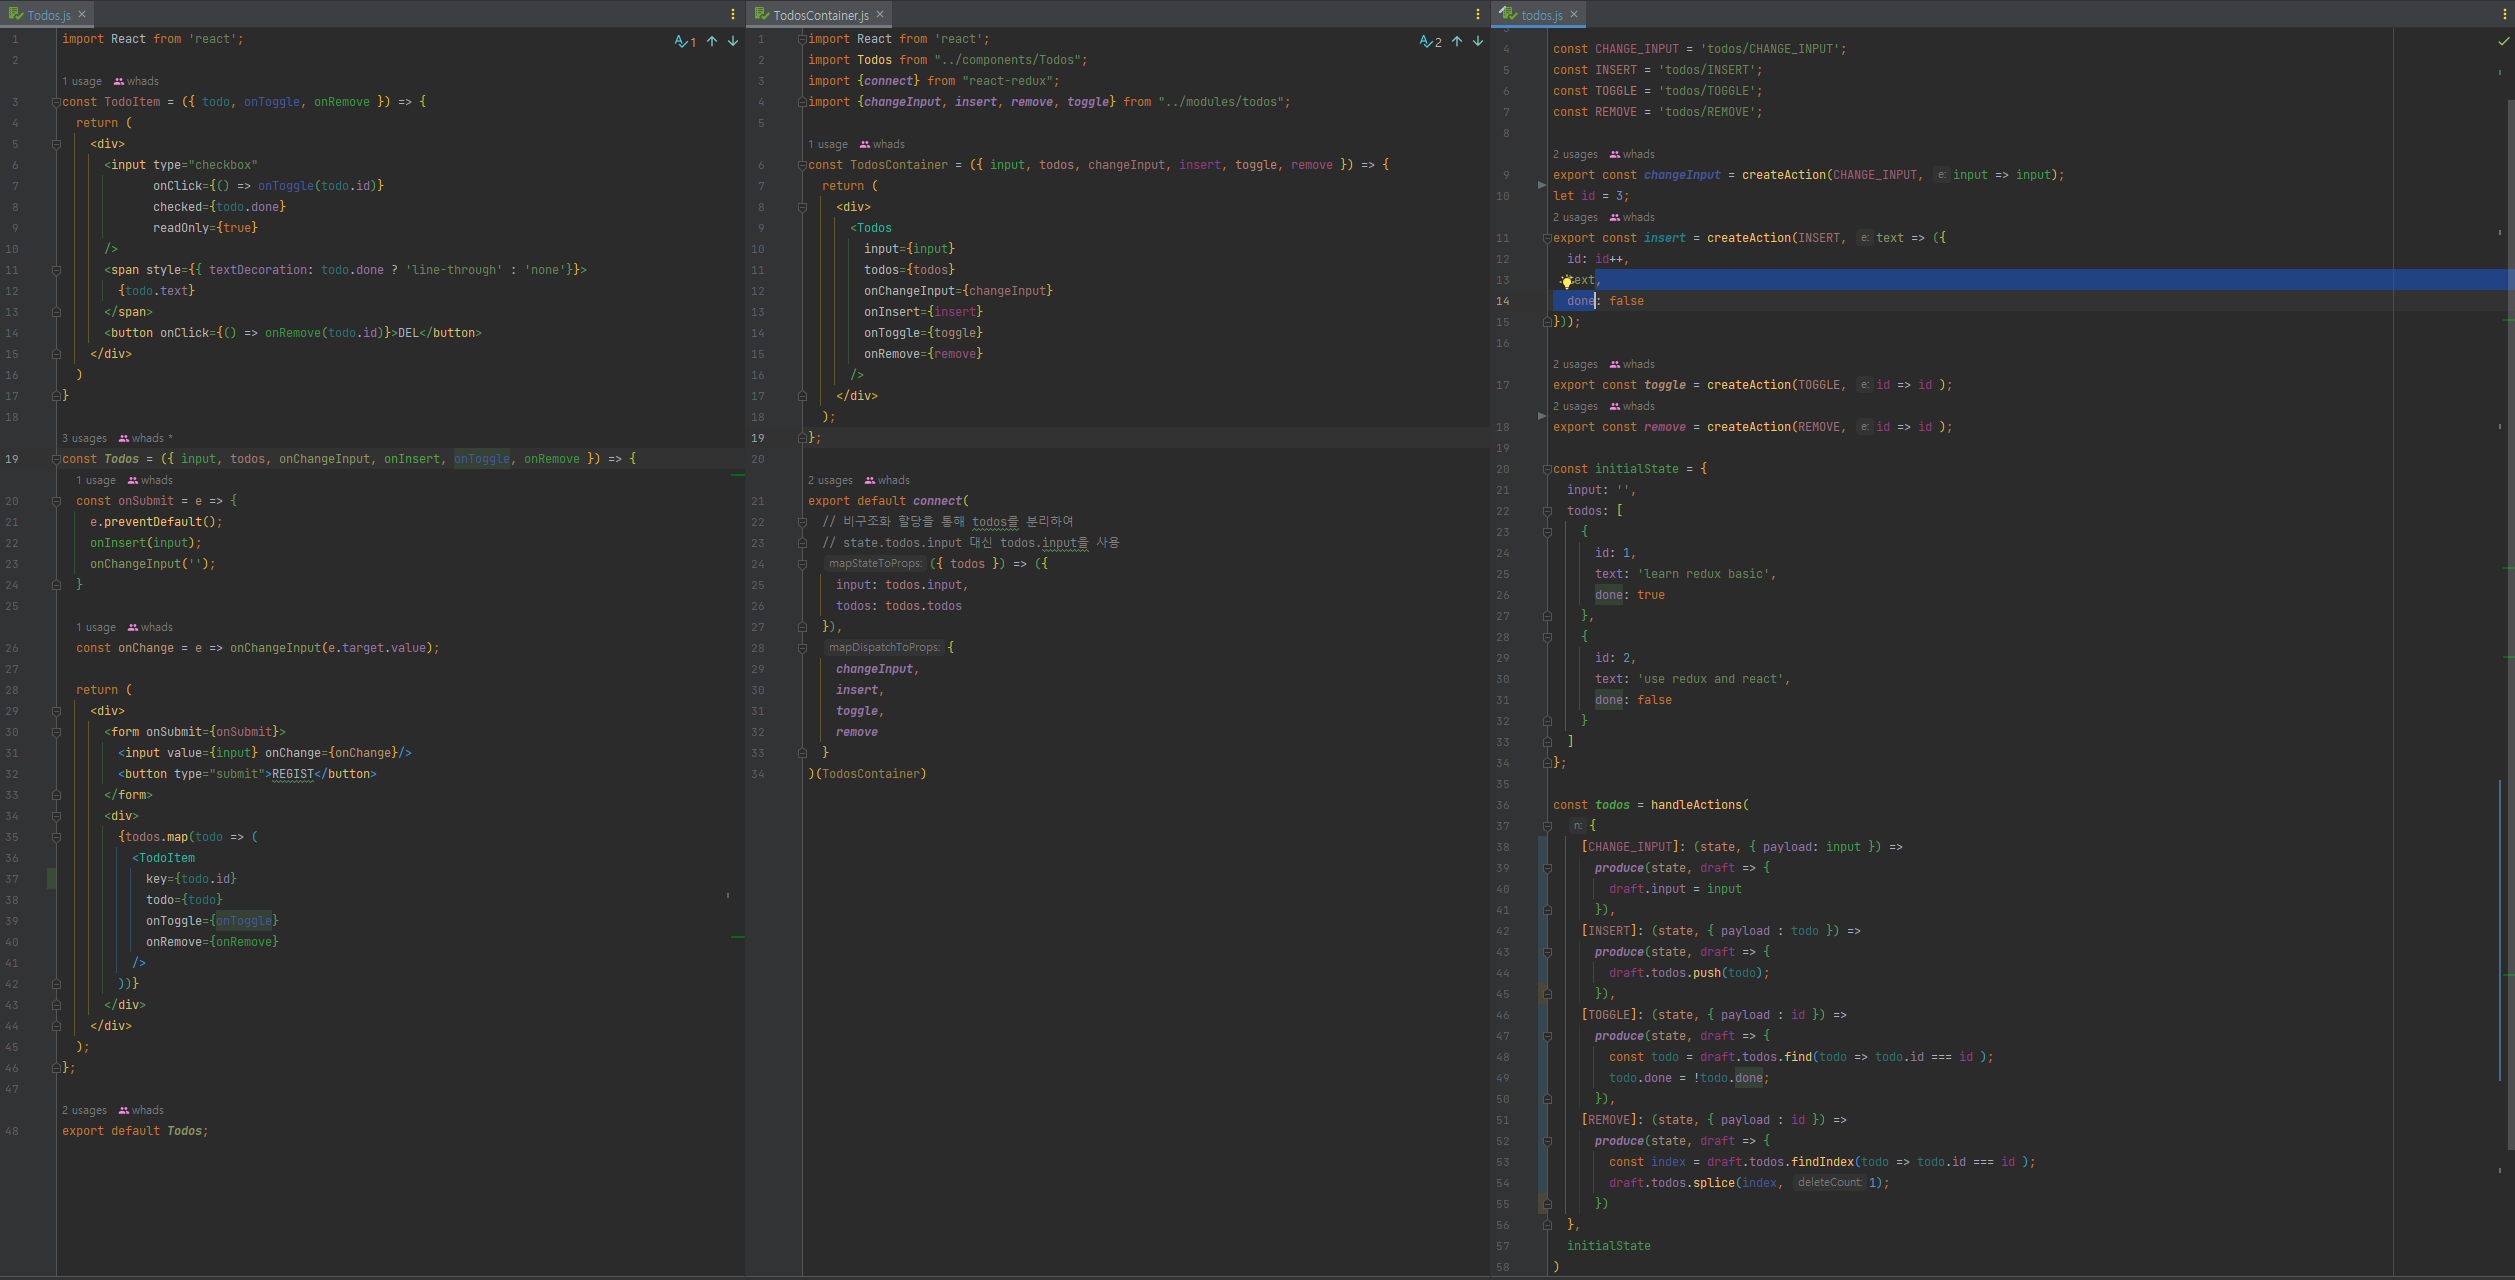 Todos.js
1 import React from 'react';
2
1 usage whads
3 const TodoItem = ({ todo, onToggle, onRemove }) => {
4 return (
5 <div>
6 <input type="checkbox"
7 onClick={() => onToggle(todo.id)}
8 checked={todo.done}
9 readOnly={true}
10 />
11 <span style={{ textDecoration: todo.done ? 'line-through' : 'none'}}>
12 {todo.text}
13 </span>
14 <button onClick={() => onRemove(todo.id)}>DEL</button>
15 </div>
16 )
17 }
18
3 usages whads *
19 const Todos = ({ input, todos, onChangeInput, onInsert, onToggle, onRemove }) => {
1 usage whads
20 const onSubmit = e => {
21 e.preventDefault();
22 onInsert(input);
23 onChangeInput('');
24 }
25
1 usage whads
26 const onChange = e => onChangeInput(e.target.value);
27
28 return (
29 <div>
30 <form onSubmit={onSubmit}>
31 <input value={input} onChange={onChange}/>
32 <button type="submit">REGIST</button>
33 </form>
34 <div>
35 {todos.map(todo => (
36 <TodoItem
37 key={todo.id}
38 todo={todo}
39 onToggle={onToggle}
40 onRemove={onRemove}
41 />
42 ))}
43 </div>
44 </div>
45 );
46 };
47
2 usages whads
48 export default Todos;
1
TodosContainer.js
1 import React from 'react';
2 import Todos from "../components/Todos";
3 import {connect} from "react-redux";
4 import {changeInput, insert, remove, toggle} from "../modules/todos";
5
1 usage whads
6 const TodosContainer = ({ input, todos, changeInput, insert, toggle, remove }) => {
7 return (
8 <div>
9 <Todos
10 input={input}
11 todos={todos}
12 onChangeInput={changeInput}
13 onInsert={insert}
14 onToggle={toggle}
15 onRemove={remove}
16 />
17 </div>
18 );
19 };
20
2 usages whads
21 export default connect(
22 // 비구조화 할당을 통해 todos를 분리하여
23 // state.todos.input 대신 todos.input을 사용
24 mapStateToProps: ({ todos }) => ({
25 input: todos.input,
26 todos: todos.todos
27 }),
28 mapDispatchToProps: {
29 changeInput,
30 insert,
31 toggle,
32 remove
33 }
34 )(TodosContainer)
2
todos.js
4 const CHANGE_INPUT = 'todos/CHANGE_INPUT';
5 const INSERT = 'todos/INSERT';
6 const TOGGLE = 'todos/TOGGLE';
7 const REMOVE = 'todos/REMOVE';
8
2 usages whads
9 export const changeInput = createAction(CHANGE_INPUT, e: input => input);
10 let id = 3;
2 usages whads
11 export const insert = createAction(INSERT, e: text => ({
12 id: id++,
13 text,
14 done: false
15 }));
16
2 usages whads
17 export const toggle = createAction(TOGGLE, e: id => id );
2 usages whads
18 export const remove = createAction(REMOVE, e: id => id );
19
20 const initialState = {
21 input: '',
22 todos: [
23 {
24 id: 1,
25 text: 'learn redux basic',
26 done: true
27 },
28 {
29 id: 2,
30 text: 'use redux and react',
31 done: false
32 }
33 ]
34 };
35
36 const todos = handleActions(
37 n: {
38 [CHANGE_INPUT]: (state, { payload: input }) =>
39 produce(state, draft => {
40 draft.input = input
41 }),
42 [INSERT]: (state, { payload : todo }) =>
43 produce(state, draft => {
44 draft.todos.push(todo);
45 }),
46 [TOGGLE]: (state, { payload : id }) =>
47 produce(state, draft => {
48 const todo = draft.todos.find(todo => todo.id === id );
49 todo.done = !todo.done;
50 }),
51 [REMOVE]: (state, { payload : id }) =>
52 produce(state, draft => {
53 const index = draft.todos.findIndex(todo => todo.id === id );
54 draft.todos.splice(index, deleteCount: 1);
55 })
56 },
57 initialState
58 )